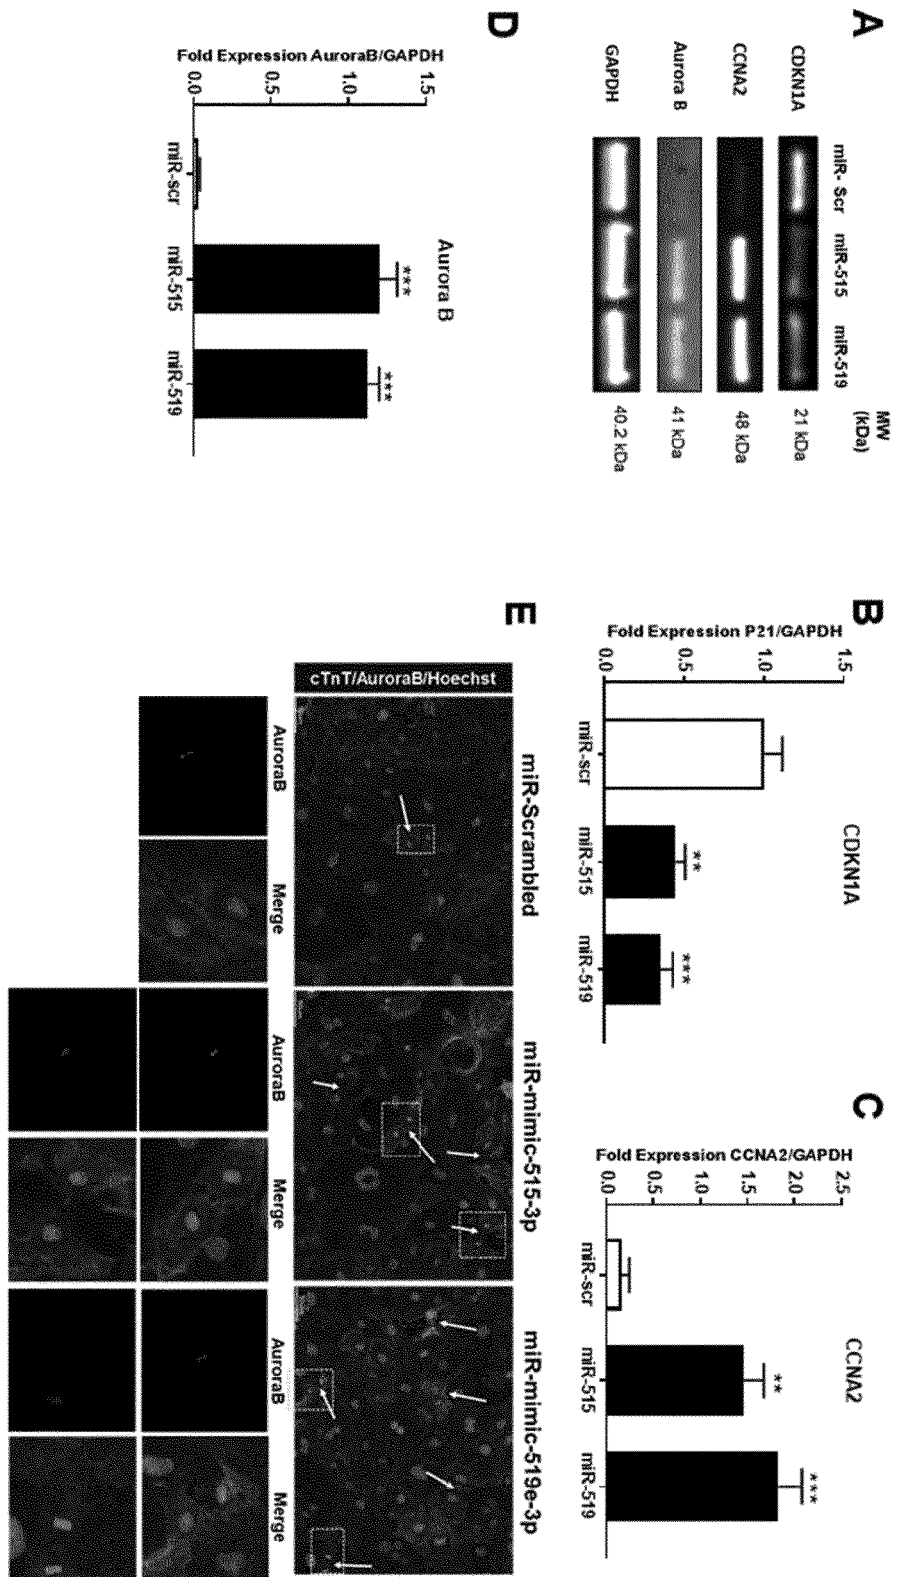 A
miR- Scr
miR-515
miR-519
MW
(kDa)
CDKN1A
21 kDa
CCNA2
48 kDa
Aurora B
41 kDa
GAPDH
40.2 kDa
B
CDKN1A
Fold Expression P21/GAPDH
1.5
1.0
0.5
0.0
**
***
miR-scr
miR-515
miR-519
C
CCNA2
Fold Expression CCNA2/GAPDH
2.5
2.0
1.5
1.0
0.5
0.0
**
***
miR-scr
miR-515
miR-519
D
Aurora B
Fold Expression AuroraB/GAPDH
1.5
1.0
0.5
0.0
***
***
miR-scr
miR-515
miR-519
E
miR-Scrambled
miR-mimic-515-3p
miR-mimic-519e-3p
cTnT/AuroraB/Hoechst
AuroraB
Merge
AuroraB
Merge
AuroraB
Merge